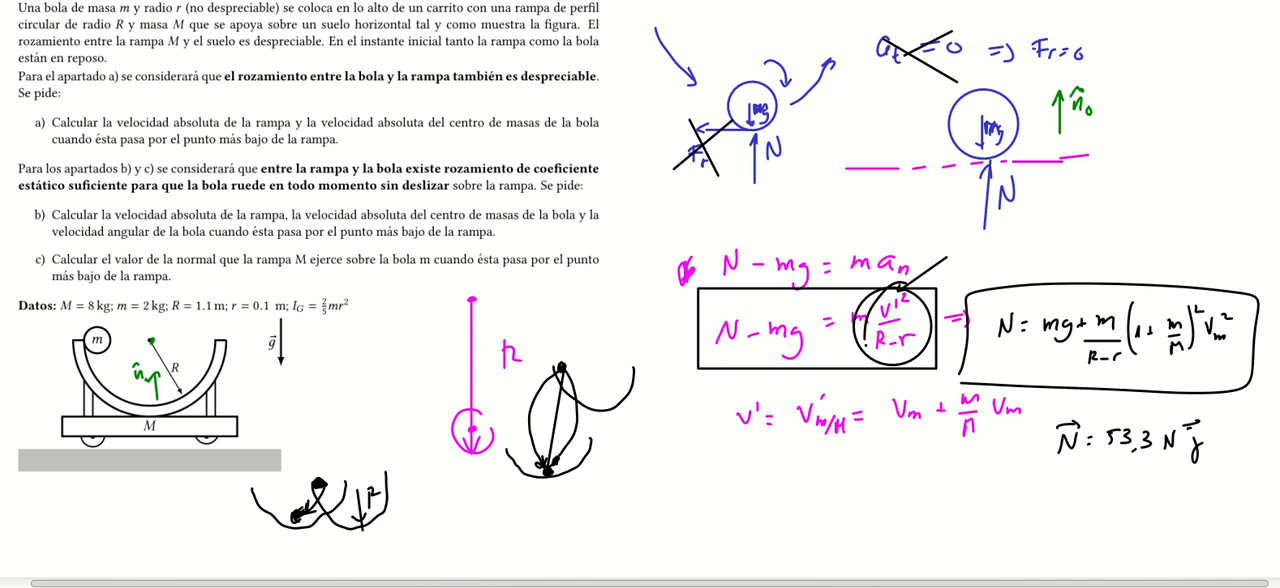 Una bola de masa m y radio r (no despreciable) se coloca en lo alto de un carrito con una rampa de perfil
circular de radio R y masa M que se apoya sobre un suelo horizontal tal y como muestra la figura. El
rozamiento entre la rampa M y el suelo es despreciable. En el instante inicial tanto la rampa como la bola
están en reposo.
Para el apartado a) se considerará que el rozamiento entre la bola y la rampa también es despreciable.
Se pide:
a) Calcular la velocidad absoluta de la rampa y la velocidad absoluta del centro de masas de la bola
cuando ésta pasa por el punto más bajo de la rampa.
Para los apartados b) y c) se considerará que entre la rampa y la bola existe rozamiento de coeficiente
estático suficiente para que la bola ruede en todo momento sin deslizar sobre la rampa. Se pide:
b) Calcular la velocidad absoluta de la rampa, la velocidad absoluta del centro de masas de la bola y la
velocidad angular de la bola cuando ésta pasa por el punto más bajo de la rampa.
c) Calcular el valor de la normal que la rampa M ejerce sobre la bola m cuando ésta pasa por el punto
más bajo de la rampa.
Datos: M = 8 kg; m = 2 kg; R = 1.1 m; r = 0.1 m; I_G = 2/5 mr²
m
R
n̂
M
g⃗
mg
Fr
N
a_t = 0 ⇒ Fr = 0
mg
N
n̂₀
R
R
N - mg = m a_n
N - mg = m v'²/(R-r) ⇒ N = mg + m/(R-r) (1 + m/M)² v_m²
v' = v'_m/M = v_m + m/M v_m
N⃗ = 53,3 N j⃗